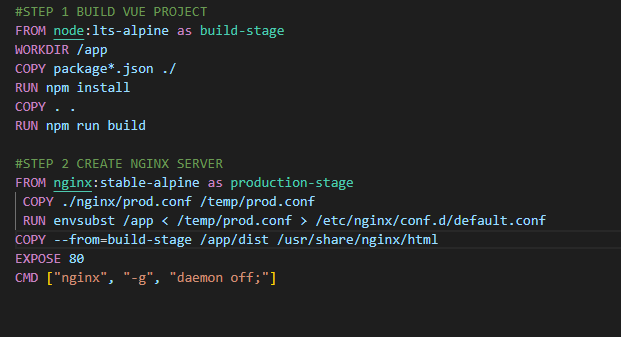 #STEP 1 BUILD VUE PROJECT
FROM node:lts-alpine as build-stage
WORKDIR /app
COPY package*.json ./
RUN npm install
COPY . .
RUN npm run build
#STEP 2 CREATE NGINX SERVER
FROM nginx:stable-alpine as production-stage
COPY ./nginx/prod.conf /temp/prod.conf
RUN envsubst /app < /temp/prod.conf > /etc/nginx/conf.d/default.conf
COPY --from=build-stage /app/dist /usr/share/nginx/html
EXPOSE 80
CMD ["nginx", "-g", "daemon off;"]